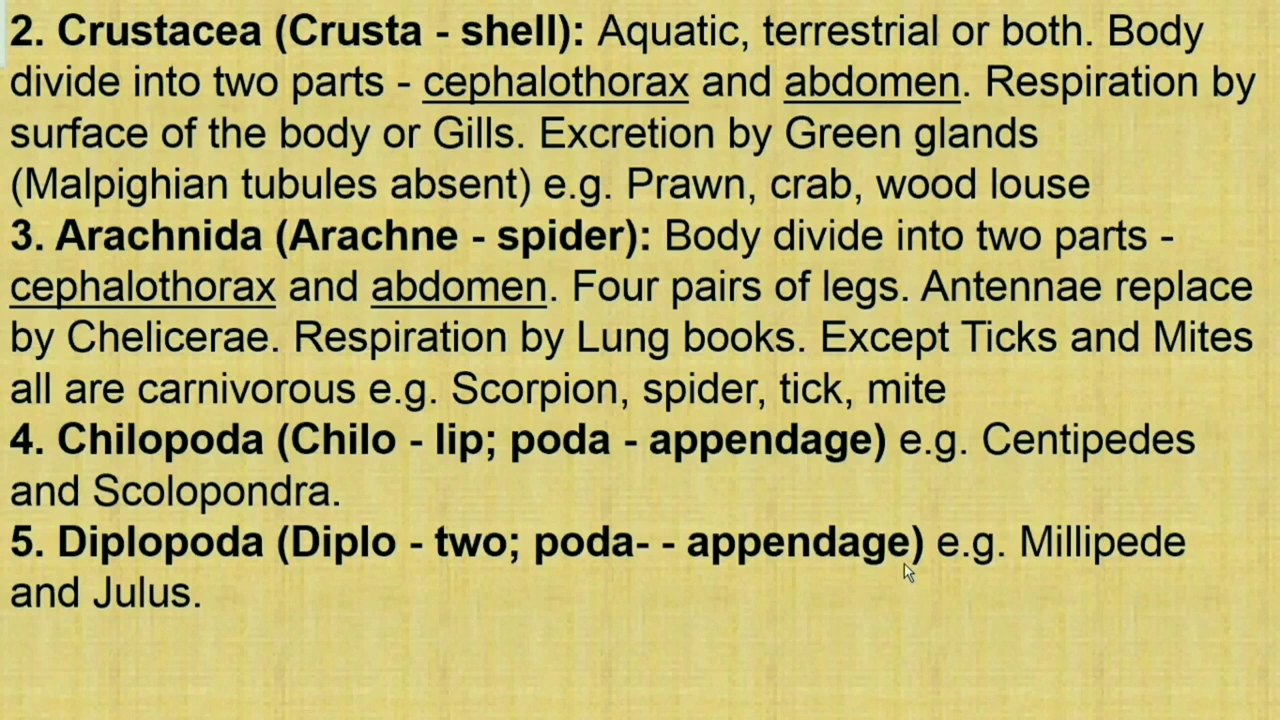 2. Crustacea (Crusta - shell): Aquatic, terrestrial or both. Body
divide into two parts - cephalothorax and abdomen. Respiration by
surface of the body or Gills. Excretion by Green glands
(Malpighian tubules absent) e.g. Prawn, crab, wood louse
3. Arachnida (Arachne - spider): Body divide into two parts -
cephalothorax and abdomen. Four pairs of legs. Antennae replace
by Chelicerae. Respiration by Lung books. Except Ticks and Mites
all are carnivorous e.g. Scorpion, spider, tick, mite
4. Chilopoda (Chilo - lip; poda - appendage) e.g. Centipedes
and Scolopondra.
5. Diplopoda (Diplo - two; poda- - appendage) e.g. Millipede
and Julus.